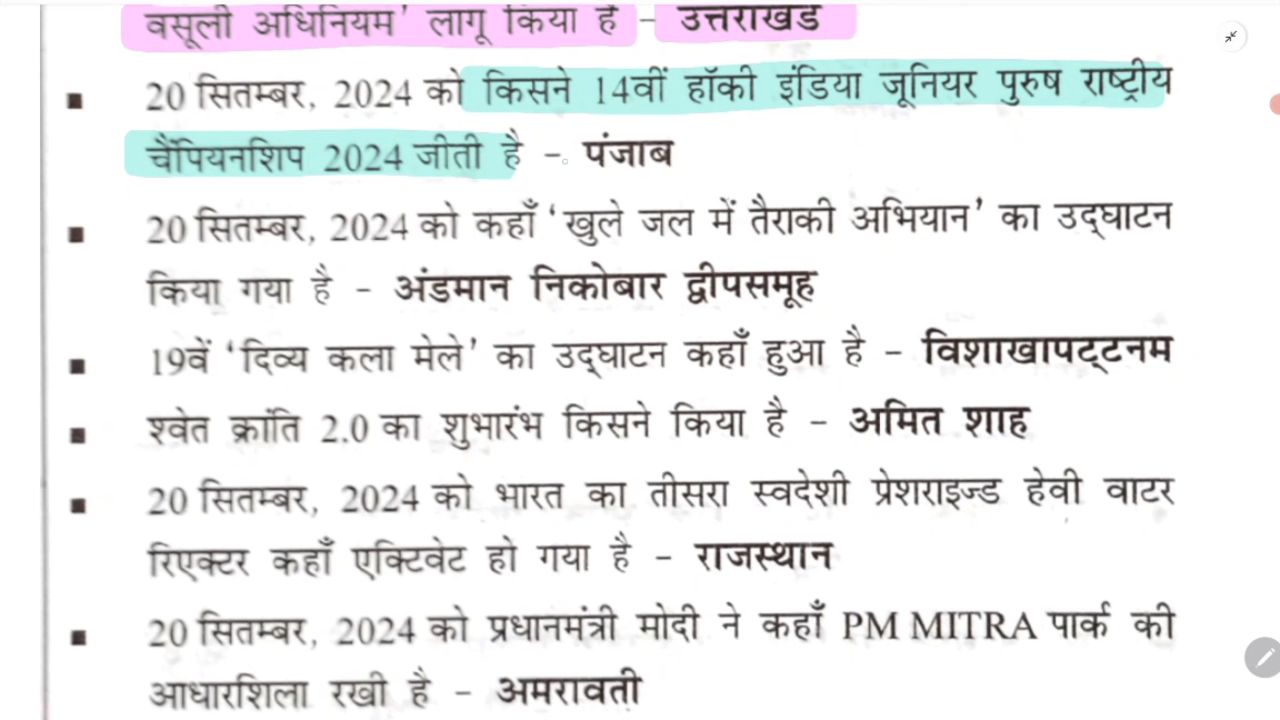 वसूली अधिनियम' लागू किया है - उत्तराखंड
▪ 20 सितम्बर, 2024 को किसने 14वीं हॉकी इंडिया जूनियर पुरुष राष्ट्रीय
चैंपियनशिप 2024 जीती है - पंजाब
▪ 20 सितम्बर, 2024 को कहाँ 'खुले जल में तैराकी अभियान' का उद्घाटन
किया गया है - अंडमान निकोबार द्वीपसमूह
▪ 19वें 'दिव्य कला मेले' का उद्घाटन कहाँ हुआ है - विशाखापट्टनम
▪ श्वेत क्रांति 2.0 का शुभारंभ किसने किया है - अमित शाह
▪ 20 सितम्बर, 2024 को भारत का तीसरा स्वदेशी प्रेशराइज्ड हेवी वाटर
रिएक्टर कहाँ एक्टिवेट हो गया है - राजस्थान
▪ 20 सितम्बर, 2024 को प्रधानमंत्री मोदी ने कहाँ PM MITRA पार्क की
आधारशिला रखी है - अमरावती